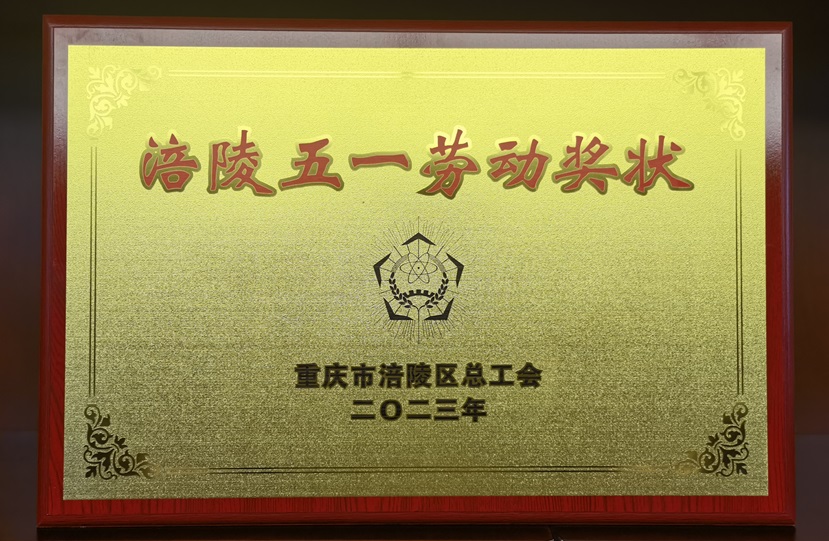 涪陵五一劳动奖状
重庆市涪陵区总工会
二〇二三年